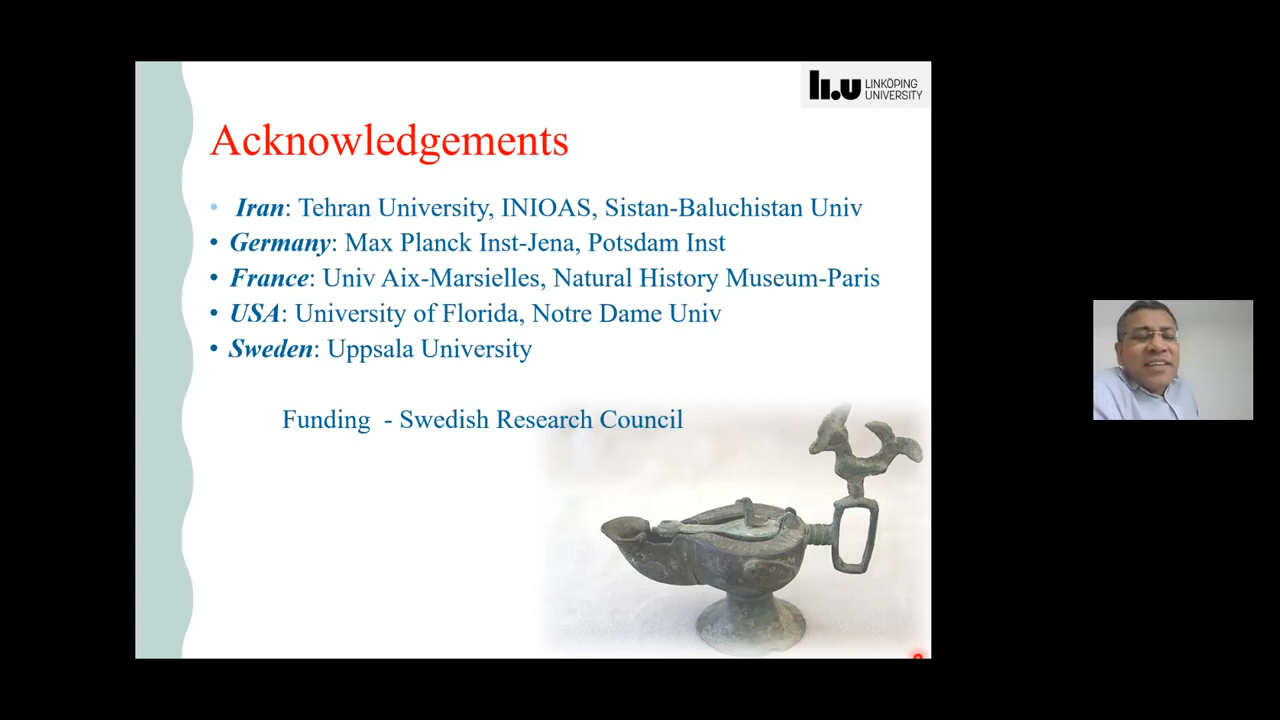 LINKÖPING
UNIVERSITY
Acknowledgements
• Iran: Tehran University, INIOAS, Sistan-Baluchistan Univ
• Germany: Max Planck Inst-Jena, Potsdam Inst
• France: Univ Aix-Marsielles, Natural History Museum-Paris
• USA: University of Florida, Notre Dame Univ
• Sweden: Uppsala University
Funding - Swedish Research Council